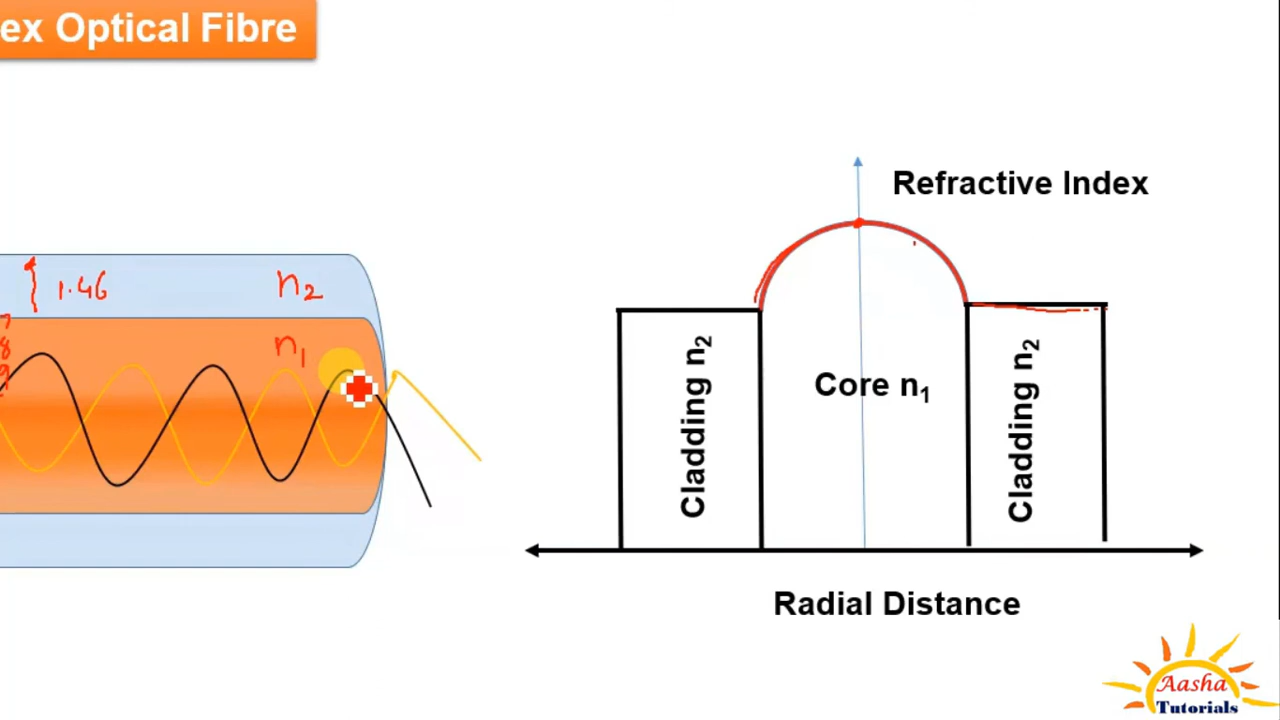 ex Optical Fibre
Refractive Index
1.46
n2
n1
Cladding n2
Core n1
Cladding n2
Radial Distance
Aasha
Tutorials